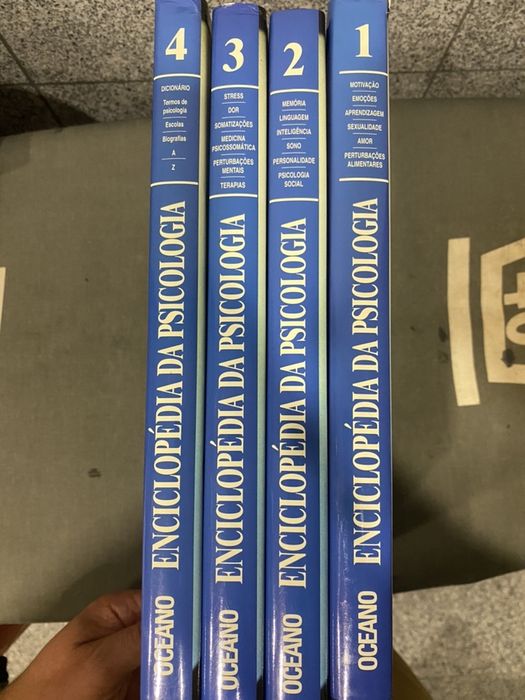 4
DICIONÁRIO
Termos de
psicologia
Escolas
Biografias
A
Z
ENCICLOPÉDIA DA PSICOLOGIA
OCEANO
3
STRESS
DOR
SOMATIZAÇÕES
MEDICINA
PSICOSSOMÁTICA
PERTURBAÇÕES
MENTAIS
TERAPIAS
ENCICLOPÉDIA DA PSICOLOGIA
OCEANO
2
MEMÓRIA
LINGUAGEM
INTELIGÊNCIA
SONO
PERSONALIDADE
PSICOLOGIA
SOCIAL
ENCICLOPÉDIA DA PSICOLOGIA
OCEANO
1
MOTIVAÇÃO
EMOÇÕES
APRENDIZAGEM
SEXUALIDADE
AMOR
PERTURBAÇÕES
ALIMENTARES
ENCICLOPÉDIA DA PSICOLOGIA
OCEANO